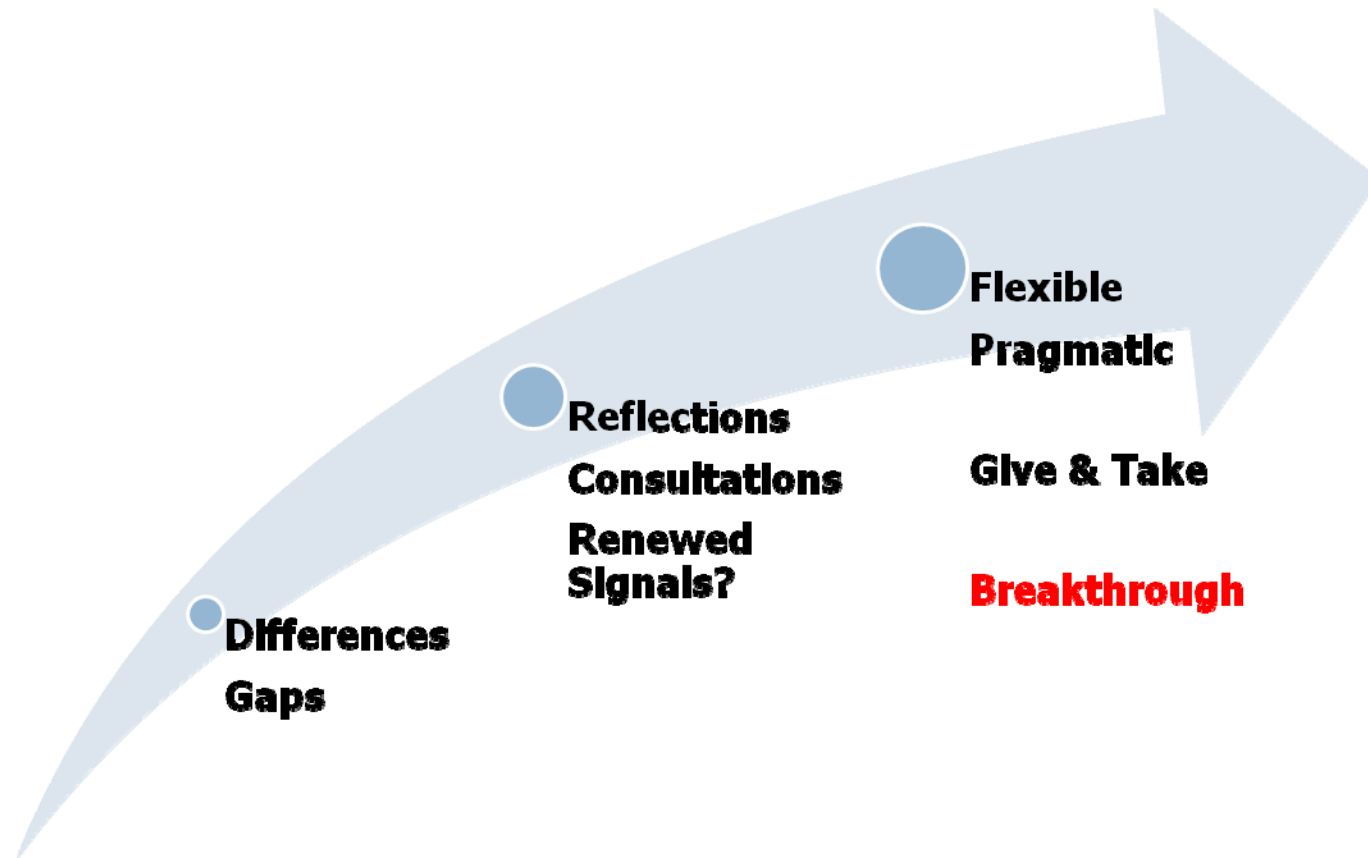 Differences
Gaps
Reflections
Consultations
Renewed
Signals?
Flexible
Pragmatic
Give & Take
Breakthrough